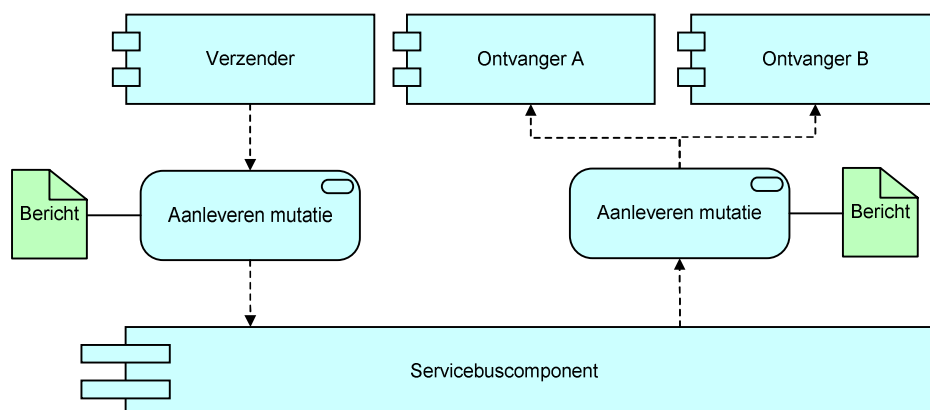 Verzender
Ontvanger A
Ontvanger B
Bericht
Aanleveren mutatie
Aanleveren mutatie
Bericht
Servicebuscomponent